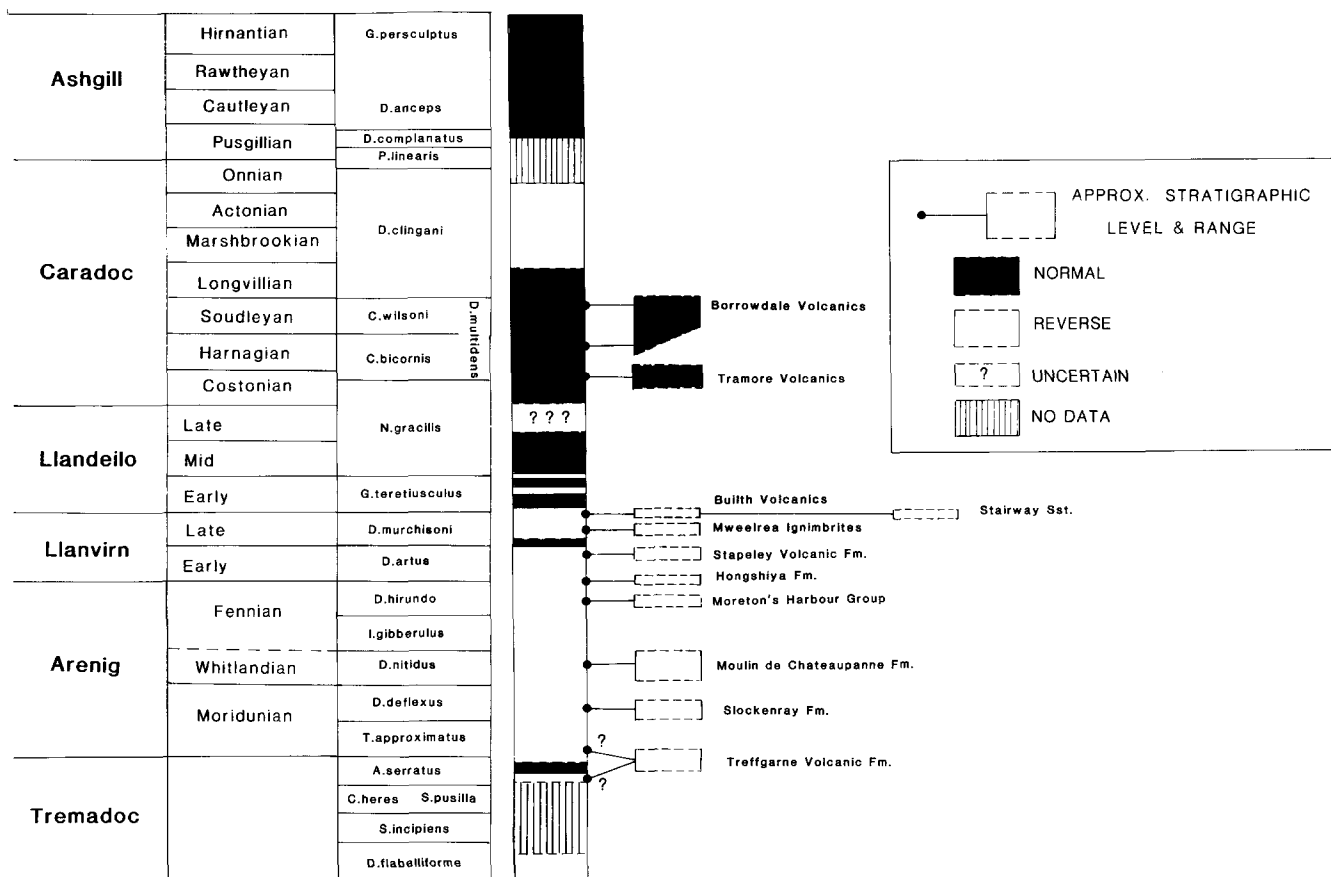 Ashgill
Hirnantian
Rawtheyan
Cautleyan
Pusgillian
G.persculptus
D.anceps
D.complanatus
P.linearis
Caradoc
Onnian
Actonian
Marshbrookian
Longvillian
Soudleyan
Harnagian
Costonian
D.clingani
C.wilsoni
C.bicornis
D.multidens
Llandeilo
Late
Mid
Early
N.gracilis
G.teretiusculus
Llanvirn
Late
Early
D.murchisoni
D.artus
Arenig
Fennian
Whitlandian
Moridunian
D.hirundo
I.gibberulus
D.nitidus
D.deflexus
T.approximatus
Tremadoc
A.serratus
C.heres S.pusilla
S.incipiens
D.flabelliforme
? ? ?
Borrowdale Volcanics
Tramore Volcanics
Builth Volcanics
Stairway Sst.
Mweelrea Ignimbrites
Stapeley Volcanic Fm.
Hongshiya Fm.
Moreton's Harbour Group
Moulin de Chateaupanne Fm.
Slockenray Fm.
?
Treffgarne Volcanic Fm.
?
APPROX. STRATIGRAPHIC
LEVEL & RANGE
NORMAL
REVERSE
? UNCERTAIN
NO DATA